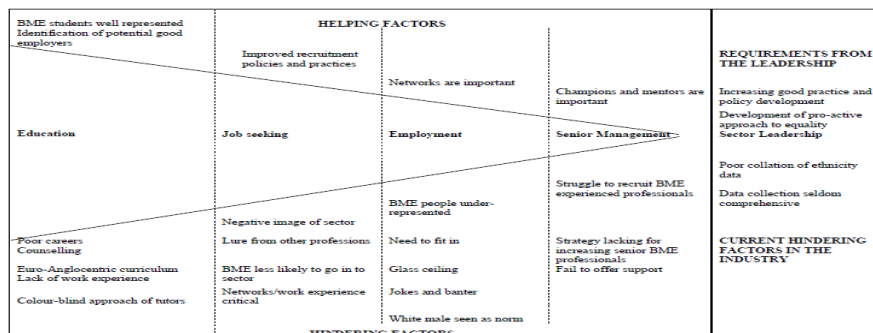 BME students well represented
Identification of potential good
employers
HELPING FACTORS
Improved recruitment
policies and practices
Networks are important
Champions and mentors are
important
REQUIREMENTS FROM
THE LEADERSHIP
Increasing good practice and
policy development
Development of pro-active
approach to equality
Education
Job seeking
Employment
Senior Management
Sector Leadership
Poor collation of ethnicity
data
Data collection seldom
comprehensive
Struggle to recruit BME
experienced professionals
BME people under-
represented
Negative image of sector
Poor careers
Counselling
Euro-Anglocentric curriculum
Lack of work experience
Colour-blind approach of tutors
Lure from other professions
BME less likely to go in to
sector
Networks/work experience
critical
Need to fit in
Glass ceiling
Jokes and banter
White male seen as norm
Strategy lacking for
increasing senior BME
professionals
Fail to offer support
CURRENT HINDERING
FACTORS IN THE
INDUSTRY
HINDERING FACTORS